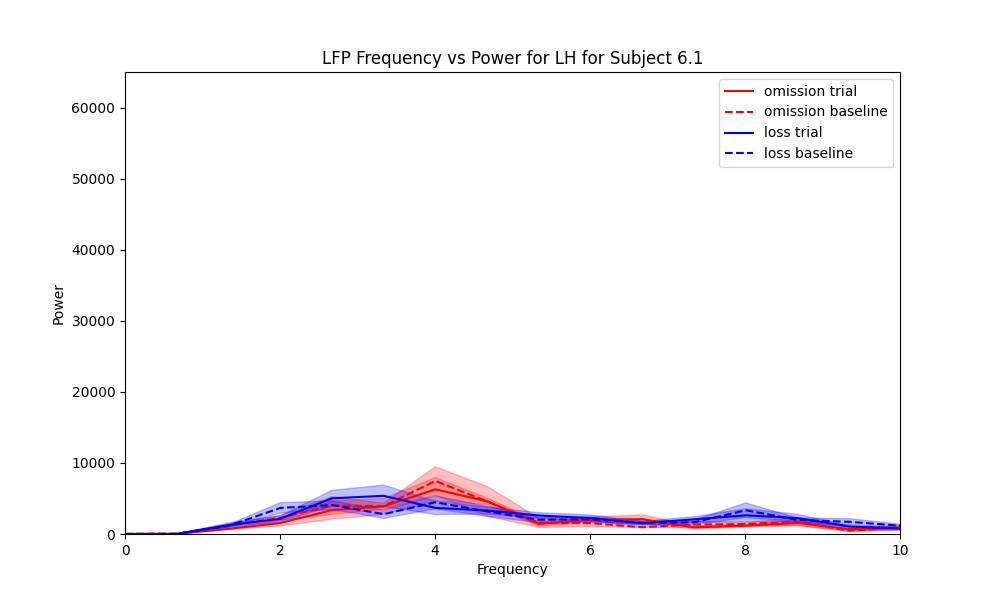 LFP Frequency vs Power for LH for Subject 6.1
omission trial
omission baseline
loss trial
loss baseline
60000
50000
40000
30000
20000
10000
0
Power
0 2 4 6 8 10
Frequency